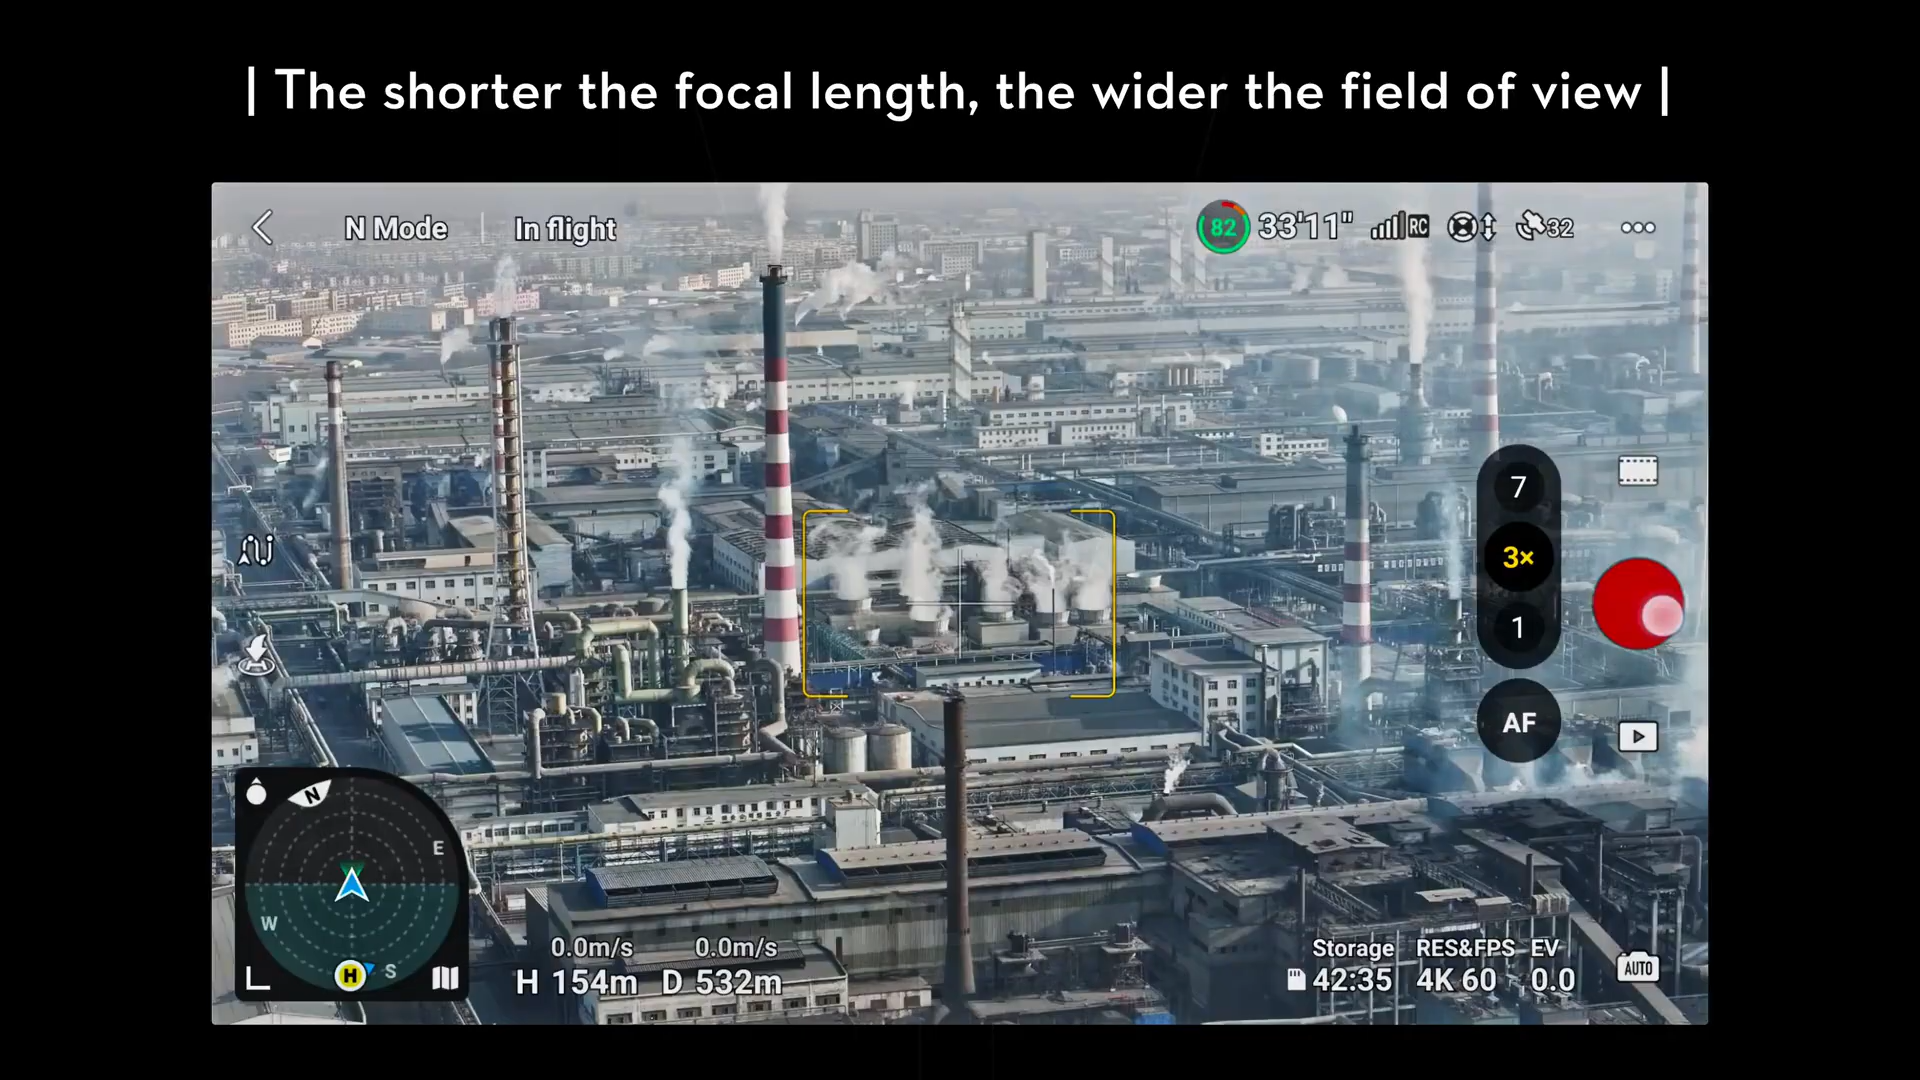 | The shorter the focal length, the wider the field of view |
N Mode In flight 82 33'11" RC 32
7
3×
1
AF
N
E
W
S
H
0.0m/s 0.0m/s
H 154m D 532m
Storage RES&FPS EV
42:35 4K 60 0.0
AUTO